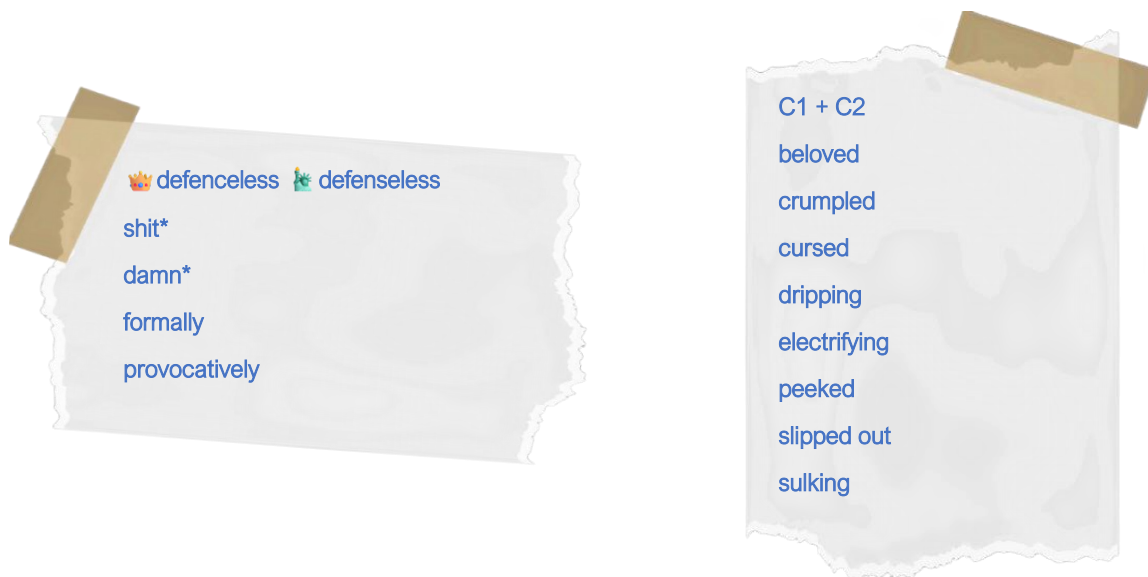 👑 defenceless 🗽 defenseless
shit*
damn*
formally
provocatively
C1 + C2
beloved
crumpled
cursed
dripping
electrifying
peeked
slipped out
sulking